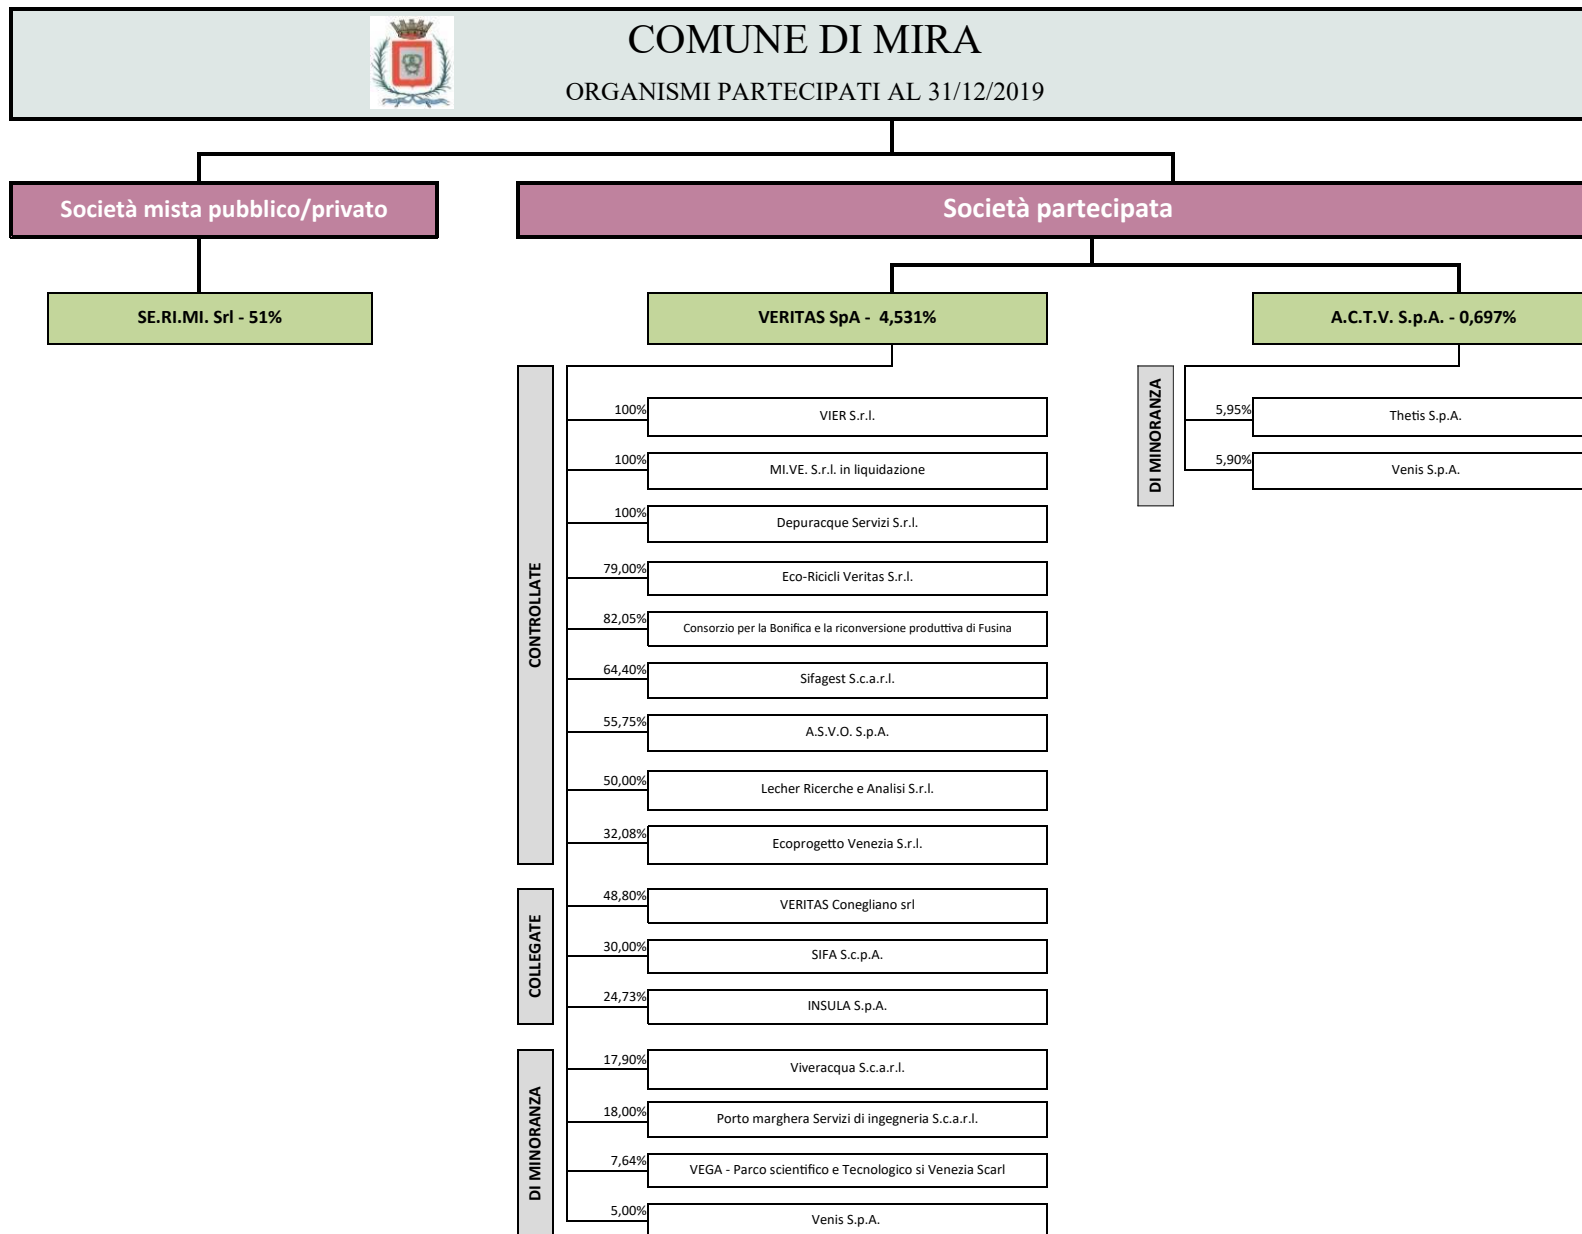 COMUNE DI MIRA
ORGANISMI PARTECIPATI AL 31/12/2019
Società mista pubblico/privato
Società partecipata
SE.RI.MI. Srl - 51%
VERITAS SpA - 4,531%
A.C.T.V. S.p.A. - 0,697%
CONTROLLATE
100%
VIER S.r.l.
100%
MI.VE. S.r.l. in liquidazione
100%
Depuracque Servizi S.r.l.
79,00%
Eco-Ricicli Veritas S.r.l.
82,05%
Consorzio per la Bonifica e la riconversione produttiva di Fusina
64,40%
Sifagest S.c.a.r.l.
55,75%
A.S.V.O. S.p.A.
50,00%
Lecher Ricerche e Analisi S.r.l.
32,08%
Ecoprogetto Venezia S.r.l.
COLLEGATE
48,80%
VERITAS Conegliano srl
30,00%
SIFA S.c.p.A.
24,73%
INSULA S.p.A.
DI MINORANZA
17,90%
Viveracqua S.c.a.r.l.
18,00%
Porto marghera Servizi di ingegneria S.c.a.r.l.
7,64%
VEGA - Parco scientifico e Tecnologico si Venezia Scarl
5,00%
Venis S.p.A.
DI MINORANZA
5,95%
Thetis S.p.A.
5,90%
Venis S.p.A.